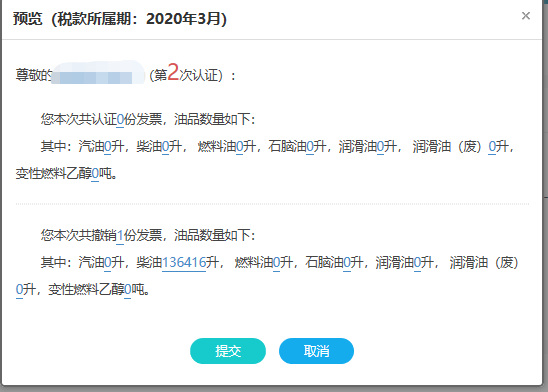 预览（税款所属期：2020年3月）
×
尊敬的（第2次认证）：
您本次共认证0份发票，油品数量如下：
其中：汽油0升，柴油0升， 燃料油0升，石脑油0升，润滑油0升， 润滑油（废）0升，
变性燃料乙醇0吨。
您本次共撤销1份发票，油品数量如下：
其中：汽油0升，柴油136416升， 燃料油0升，石脑油0升，润滑油0升， 润滑油（废）
0升，变性燃料乙醇0吨。
提交 取消